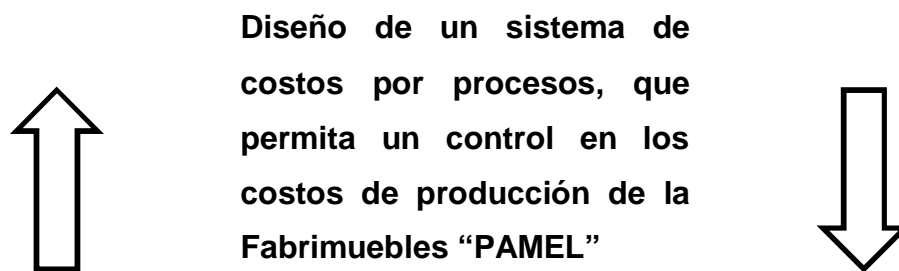 Diseño de un sistema de
costos por procesos, que
permita un control en los
costos de producción de la
Fabrimuebles “PAMEL”